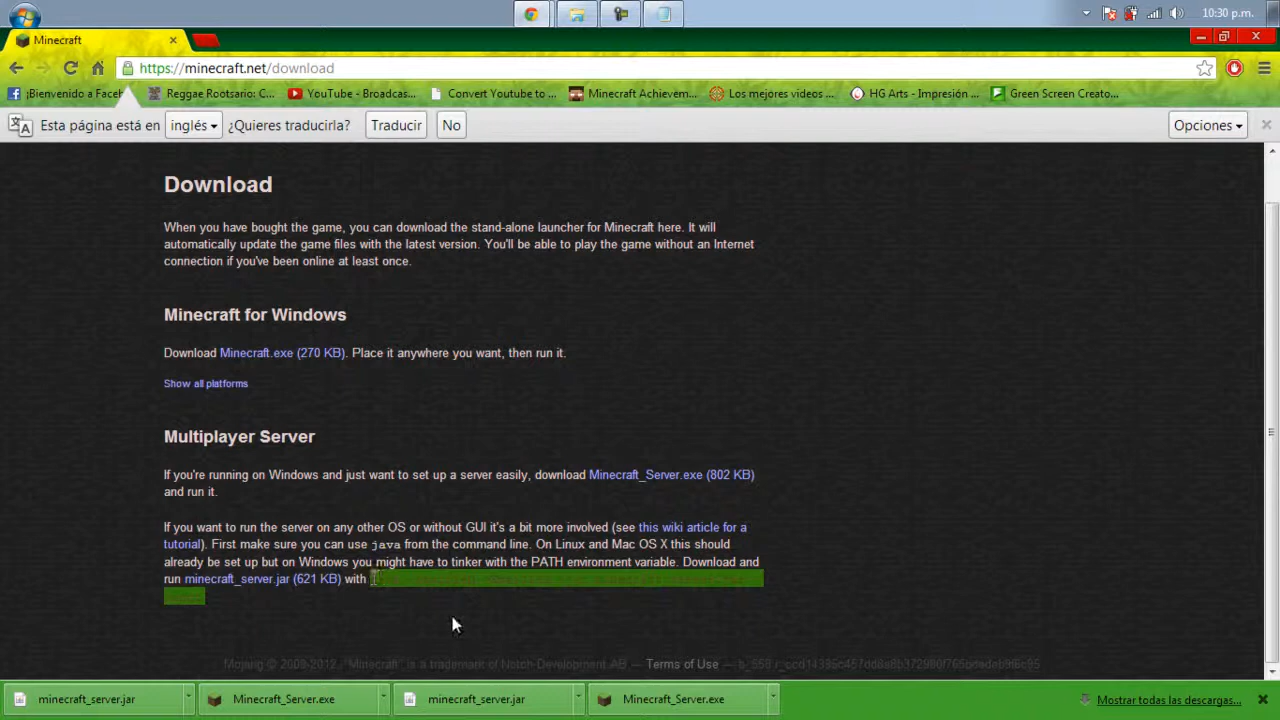 10:30 p.m.
Minecraft
https://minecraft.net/download
¡Bienvenido a Faceb
Reggae Rootsario: C...
YouTube - Broadcas...
Convert Youtube to ...
Minecraft Achievem...
Los mejores videos ...
HG Arts - Impresión ...
Green Screen Creato...
Esta página está en inglés ¿Quieres traducirla? Traducir No Opciones
Download
When you have bought the game, you can download the stand-alone launcher for Minecraft here. It will
automatically update the game files with the latest version. You'll be able to play the game without an Internet
connection if you've been online at least once.
Minecraft for Windows
Download Minecraft.exe (270 KB). Place it anywhere you want, then run it.
Show all platforms
Multiplayer Server
If you're running on Windows and just want to set up a server easily, download Minecraft_Server.exe (802 KB)
and run it.
If you want to run the server on any other OS or without GUI it's a bit more involved (see this wiki article for a
tutorial). First make sure you can use java from the command line. On Linux and Mac OS X this should
already be set up but on Windows you might have to tinker with the PATH environment variable. Download and
run minecraft_server.jar (621 KB) with
Mojang © 2009-2012. "Minecraft" is a trademark of Notch Development AB — Terms of Use —
minecraft_server.jar
Minecraft_Server.exe
minecraft_server.jar
Minecraft_Server.exe
Mostrar todas las descargas...